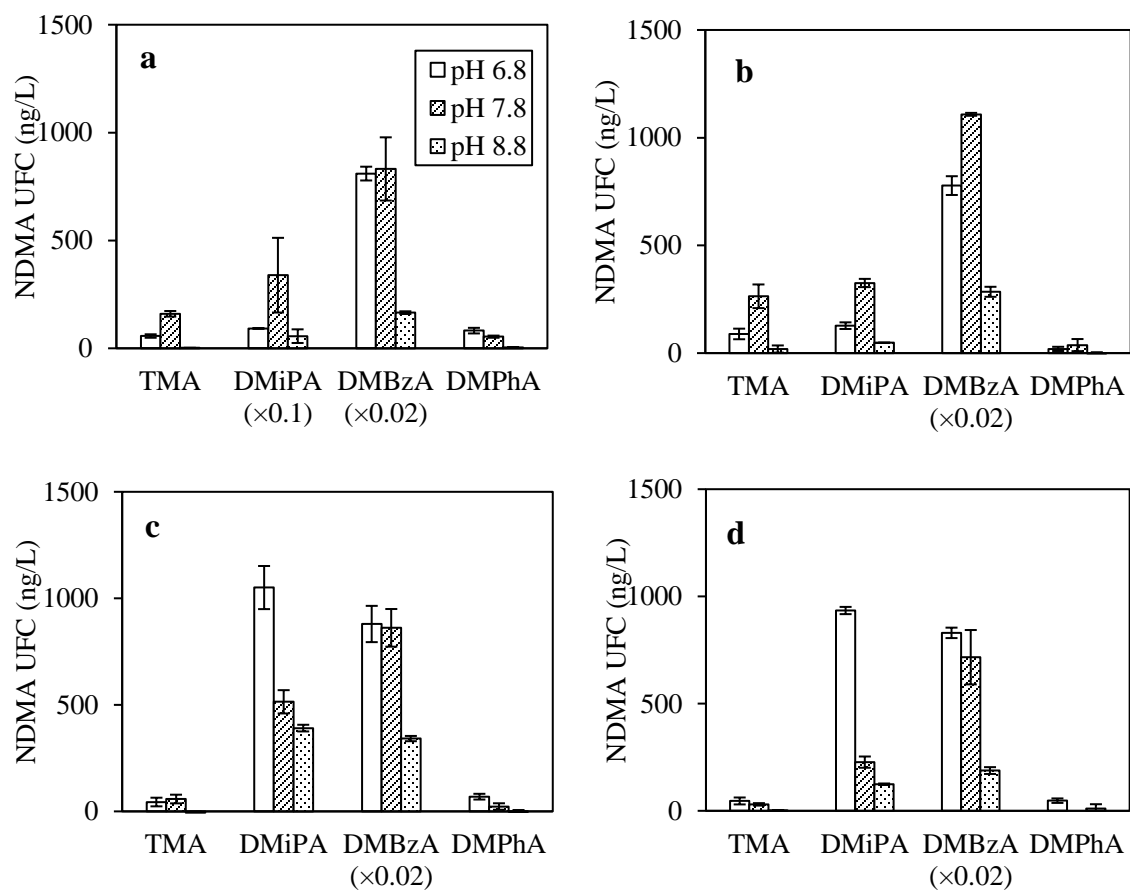 1500
1000
500
0
NDMA UFC (ng/L)
a
pH 6.8
pH 7.8
pH 8.8
TMA DMiPA DMBzA DMPhA
(×0.1) (×0.02)
1500
1000
500
0
NDMA UFC (ng/L)
b
TMA DMiPA DMBzA DMPhA
(×0.02)
1500
1000
500
0
NDMA UFC (ng/L)
c
TMA DMiPA DMBzA DMPhA
(×0.02)
1500
1000
500
0
NDMA UFC (ng/L)
d
TMA DMiPA DMBzA DMPhA
(×0.02)